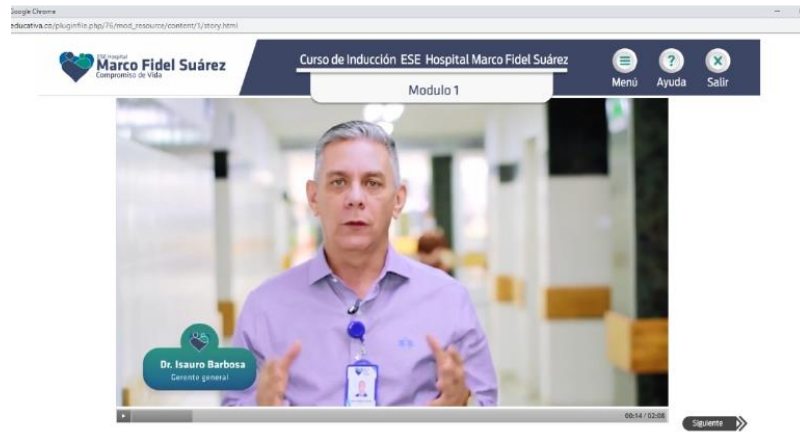 Google Chrome
educativa.co/pluginfile.php/76/mod_resource/content/1/story.html
ESE Hospital
Marco Fidel Suárez
Compromiso de Vida
Curso de Inducción ESE Hospital Marco Fidel Suárez
Modulo 1
Menú
?
Ayuda
X
Salir
Dr. Isauro Barbosa
Gerente general
00:14 / 02:08
Siguiente